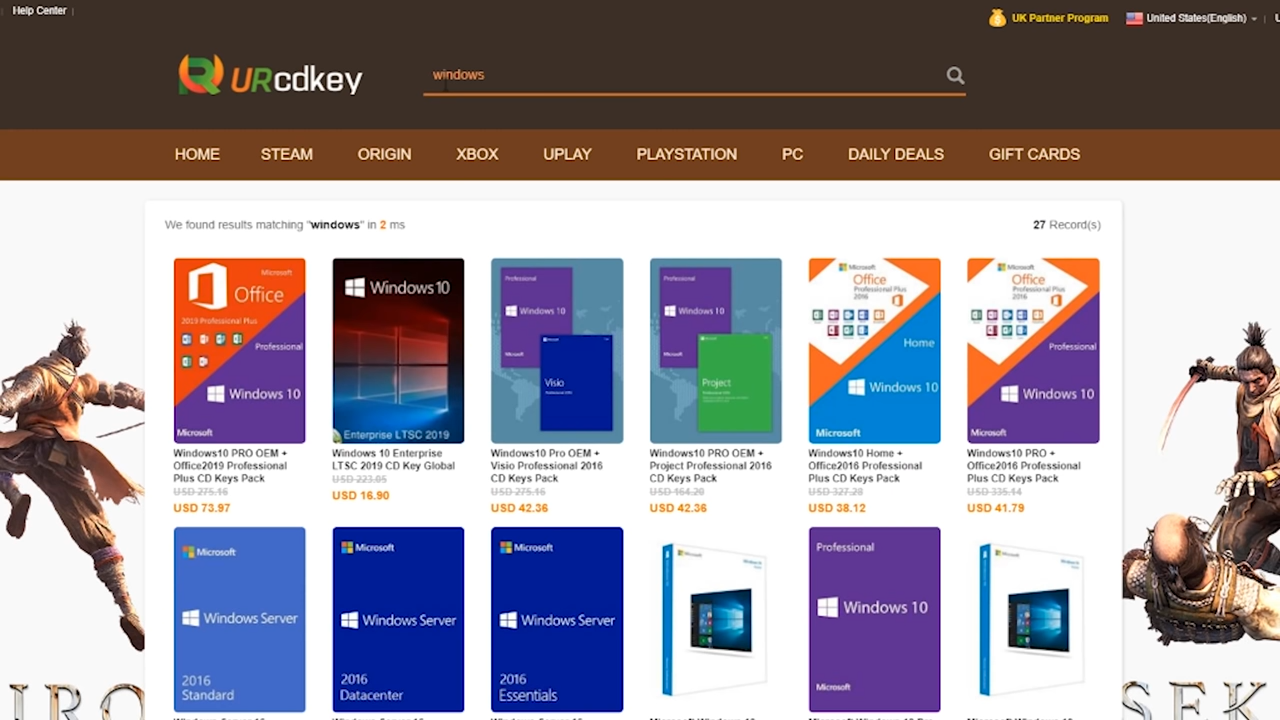 Help Center
UK Partner Program
United States(English)
URcdkey
windows
HOME
STEAM
ORIGIN
XBOX
UPLAY
PLAYSTATION
PC
DAILY DEALS
GIFT CARDS
We found results matching "windows" in 2 ms
27 Record(s)
Microsoft
Office
2019 Professional Plus
Professional
Windows 10
Microsoft
Windows10 PRO OEM +
Office2019 Professional
Plus CD Keys Pack
USD 275.16
USD 73.97
Windows 10
Enterprise LTSC 2019
Windows 10 Enterprise
LTSC 2019 CD Key Global
USD 223.05
USD 16.90
Professional
Windows 10
Microsoft
Visio
Windows10 Pro OEM +
Visio Professional 2016
CD Keys Pack
USD 275.16
USD 42.36
Professional
Windows 10
Microsoft
Project
Windows10 PRO OEM +
Project Professional 2016
CD Keys Pack
USD 164.20
USD 42.36
Microsoft
Office
Professional Plus
2016
Home
Windows 10
Microsoft
Windows10 Home +
Office2016 Professional
Plus CD Keys Pack
USD 327.28
USD 38.12
Microsoft
Office
Professional Plus
2016
Professional
Windows 10
Microsoft
Windows10 PRO +
Office2016 Professional
Plus CD Keys Pack
USD 335.14
USD 41.79
Microsoft
Windows Server
2016
Standard
Microsoft
Windows Server
2016
Datacenter
Microsoft
Windows Server
2016
Essentials
Professional
Windows 10
Microsoft